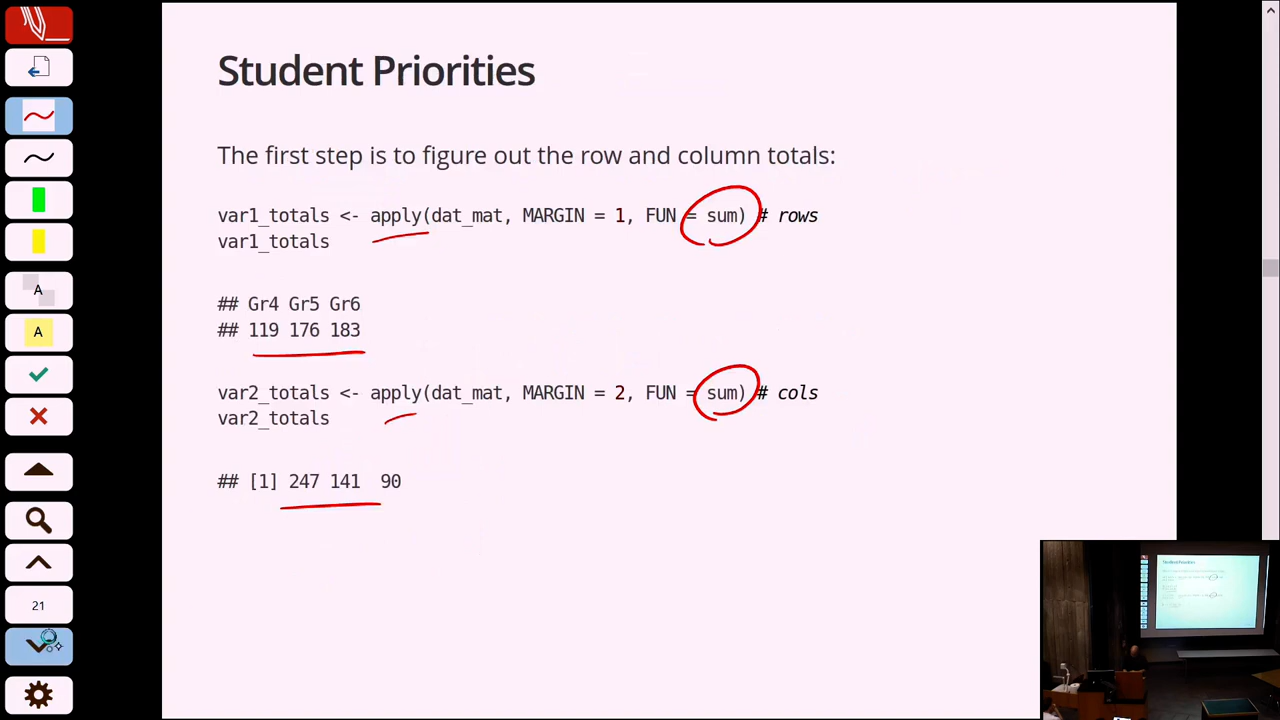 Student Priorities
The first step is to figure out the row and column totals:
var1_totals <- apply(dat_mat, MARGIN = 1, FUN = sum) # rows
var1_totals
## Gr4 Gr5 Gr6
## 119 176 183
var2_totals <- apply(dat_mat, MARGIN = 2, FUN = sum) # cols
var2_totals
## [1] 247 141  90
A
A
21